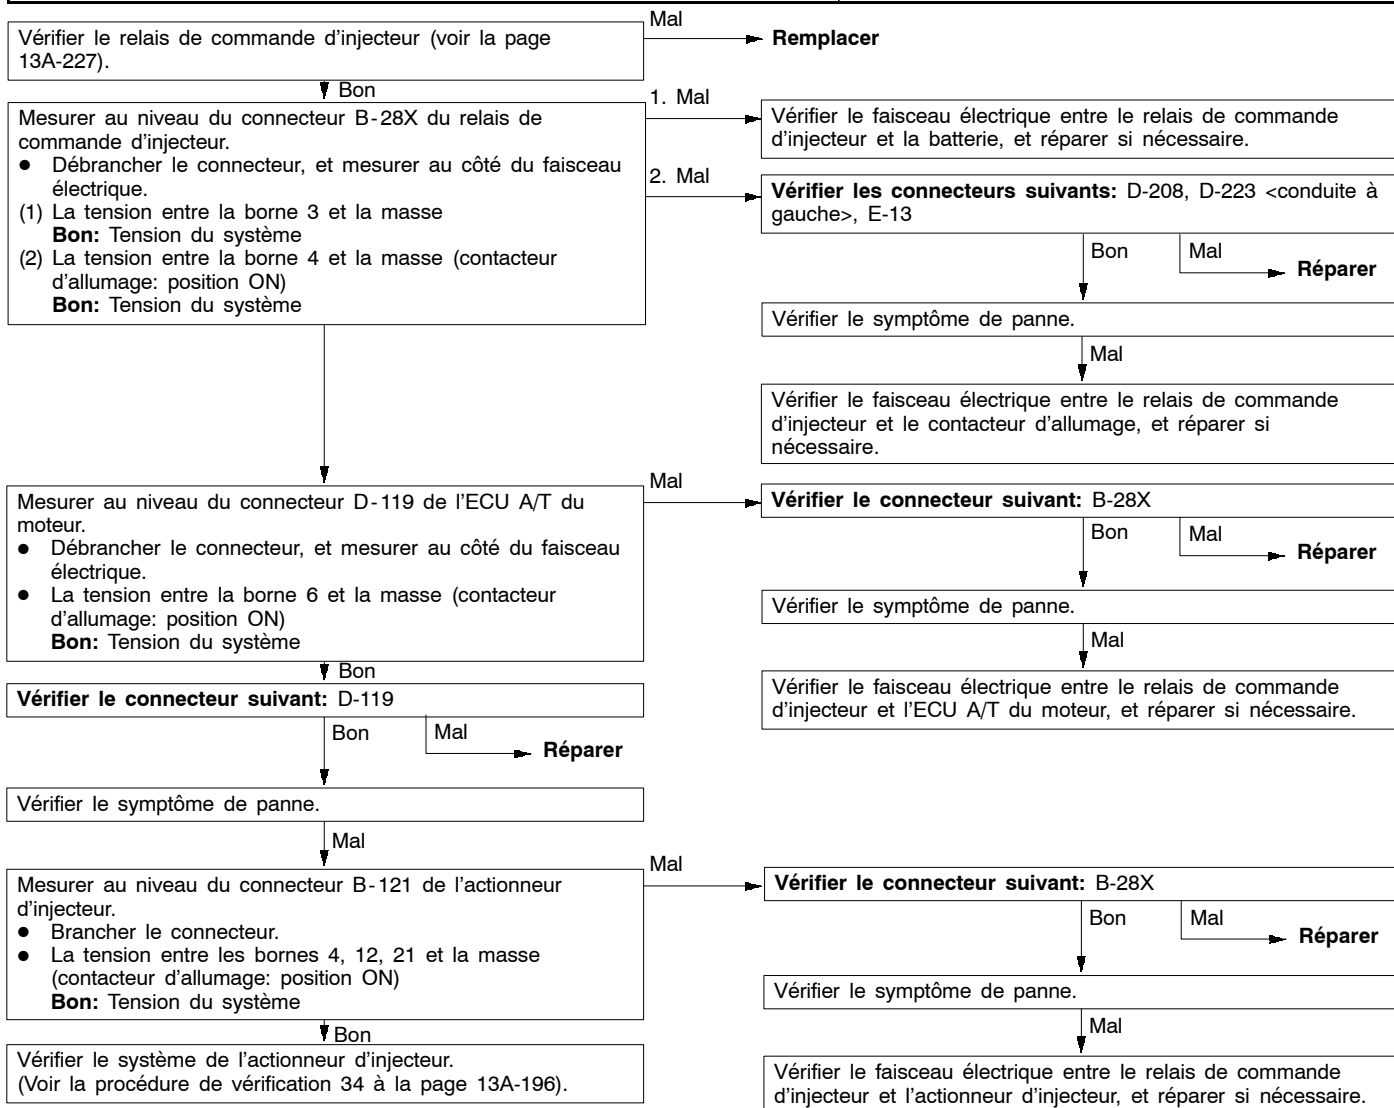 Vérifier le relais de commande d'injecteur (voir la page
13A-227).
Mal
Remplacer
Bon
Mesurer au niveau du connecteur B-28X du relais de
commande d'injecteur.
● Débrancher le connecteur, et mesurer au côté du faisceau
électrique.
(1) La tension entre la borne 3 et la masse
Bon: Tension du système
(2) La tension entre la borne 4 et la masse (contacteur
d'allumage: position ON)
Bon: Tension du système
1. Mal
Vérifier le faisceau électrique entre le relais de commande
d'injecteur et la batterie, et réparer si nécessaire.
2. Mal
Vérifier les connecteurs suivants: D-208, D-223 <conduite à
gauche>, E-13
Bon
Mal
Réparer
Vérifier le symptôme de panne.
Mal
Vérifier le faisceau électrique entre le relais de commande
d'injecteur et le contacteur d'allumage, et réparer si
nécessaire.
Mesurer au niveau du connecteur D-119 de l'ECU A/T du
moteur.
● Débrancher le connecteur, et mesurer au côté du faisceau
électrique.
● La tension entre la borne 6 et la masse (contacteur
d'allumage: position ON)
Bon: Tension du système
Mal
Vérifier le connecteur suivant: B-28X
Bon
Mal
Réparer
Vérifier le symptôme de panne.
Mal
Vérifier le faisceau électrique entre le relais de commande
d'injecteur et l'ECU A/T du moteur, et réparer si nécessaire.
Bon
Vérifier le connecteur suivant: D-119
Bon
Mal
Réparer
Vérifier le symptôme de panne.
Mal
Mesurer au niveau du connecteur B-121 de l'actionneur
d'injecteur.
● Brancher le connecteur.
● La tension entre les bornes 4, 12, 21 et la masse
(contacteur d'allumage: position ON)
Bon: Tension du système
Mal
Vérifier le connecteur suivant: B-28X
Bon
Mal
Réparer
Vérifier le symptôme de panne.
Mal
Vérifier le faisceau électrique entre le relais de commande
d'injecteur et l'actionneur d'injecteur, et réparer si nécessaire.
Bon
Vérifier le système de l'actionneur d'injecteur.
(Voir la procédure de vérification 34 à la page 13A-196).